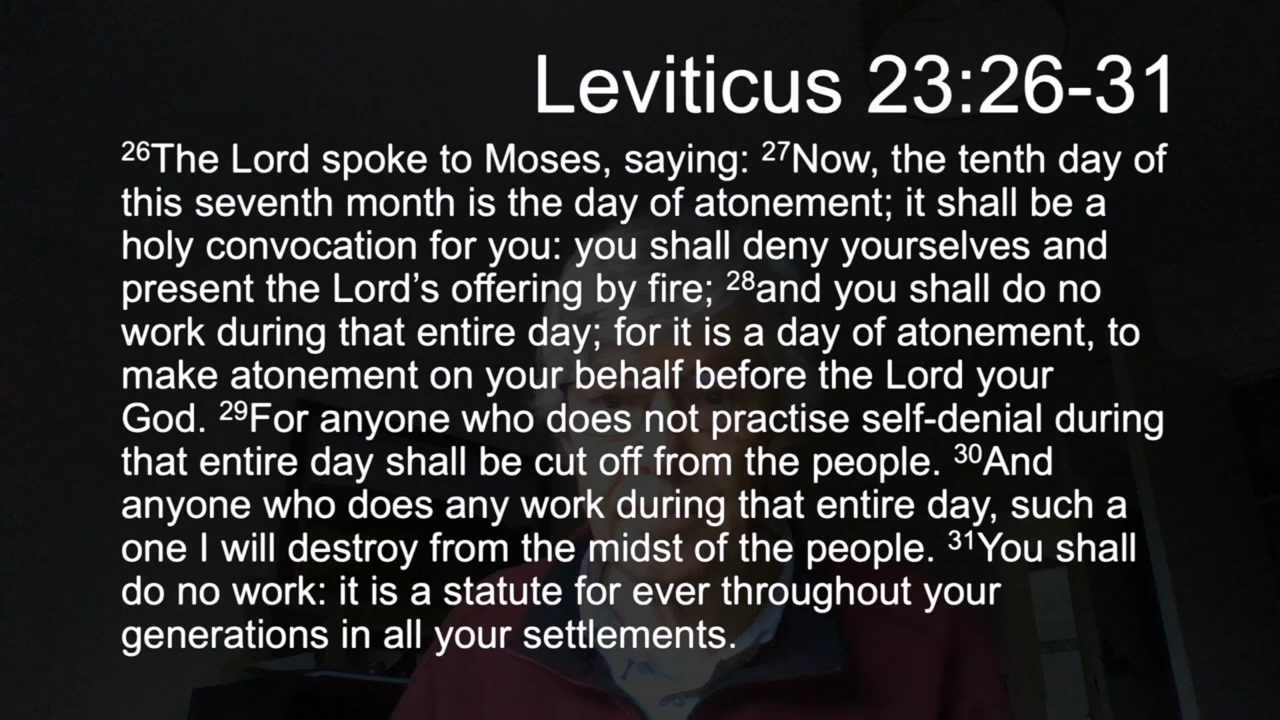 Leviticus 23:26-31
²⁶The Lord spoke to Moses, saying: ²⁷Now, the tenth day of
this seventh month is the day of atonement; it shall be a
holy convocation for you: you shall deny yourselves and
present the Lord’s offering by fire; ²⁸and you shall do no
work during that entire day; for it is a day of atonement, to
make atonement on your behalf before the Lord your
God. ²⁹For anyone who does not practise self-denial during
that entire day shall be cut off from the people. ³⁰And
anyone who does any work during that entire day, such a
one I will destroy from the midst of the people. ³¹You shall
do no work: it is a statute for ever throughout your
generations in all your settlements.